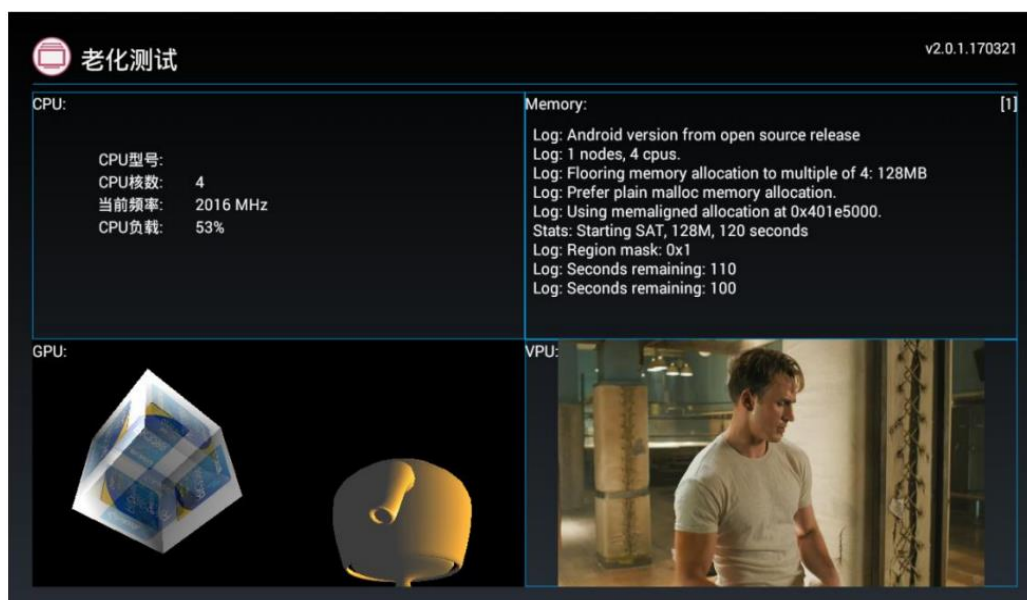 老化测试
v2.0.1.170321
CPU:
CPU型号:
CPU核数: 4
当前频率: 2016 MHz
CPU负载: 53%
Memory:
[1]
Log: Android version from open source release
Log: 1 nodes, 4 cpus.
Log: Flooring memory allocation to multiple of 4: 128MB
Log: Prefer plain malloc memory allocation.
Log: Using memaligned allocation at 0x401e5000.
Stats: Starting SAT, 128M, 120 seconds
Log: Region mask: 0x1
Log: Seconds remaining: 110
Log: Seconds remaining: 100
GPU:
VPU: